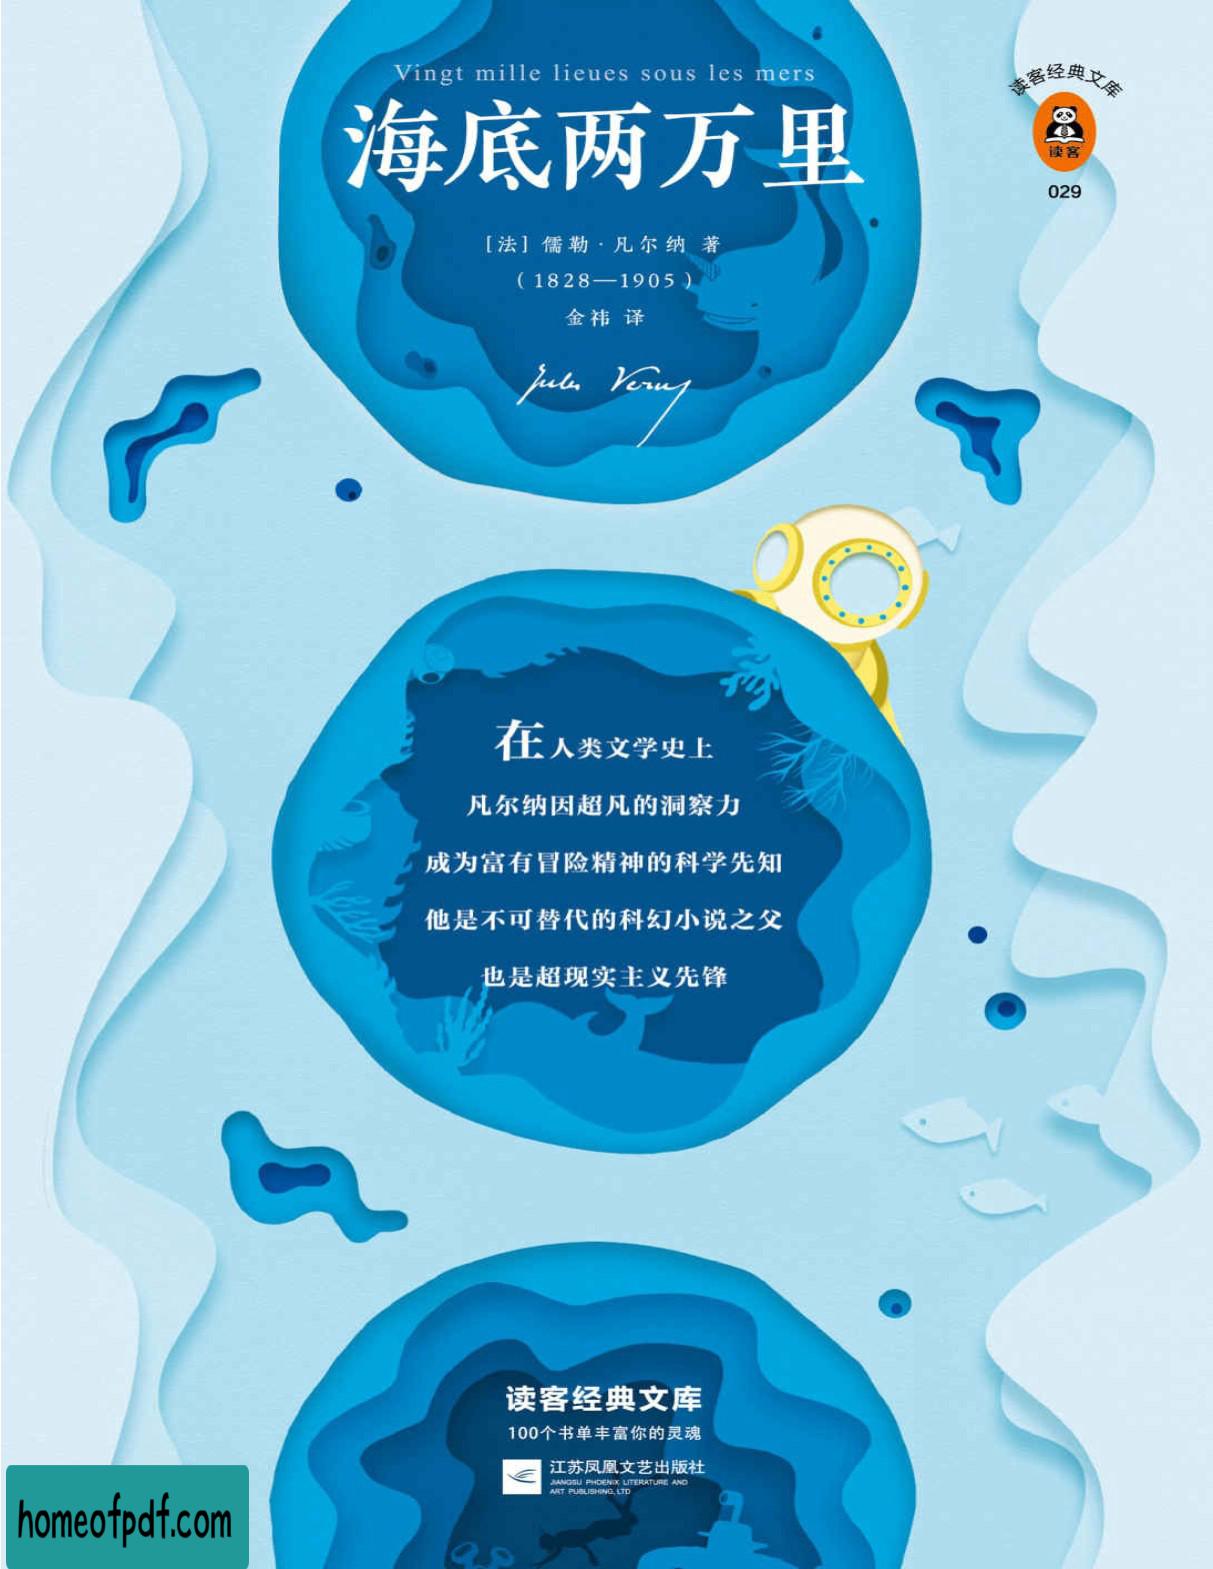 Vingt mille lieues sous les mers
海底两万里
读客经典文库
读客
029
[法] 儒勒·凡尔纳 著
（1828—1905）
金祎 译
Jules Verne
在人类文学史上
凡尔纳因超凡的洞察力
成为富有冒险精神的科学先知
他是不可替代的科幻小说之父
也是超现实主义先锋
读客经典文库
100个书单丰富你的灵魂
江苏凤凰文艺出版社
JIANGSU PHOENIX LITERATURE AND
ART PUBLISHING, LTD
homeofpdf.com